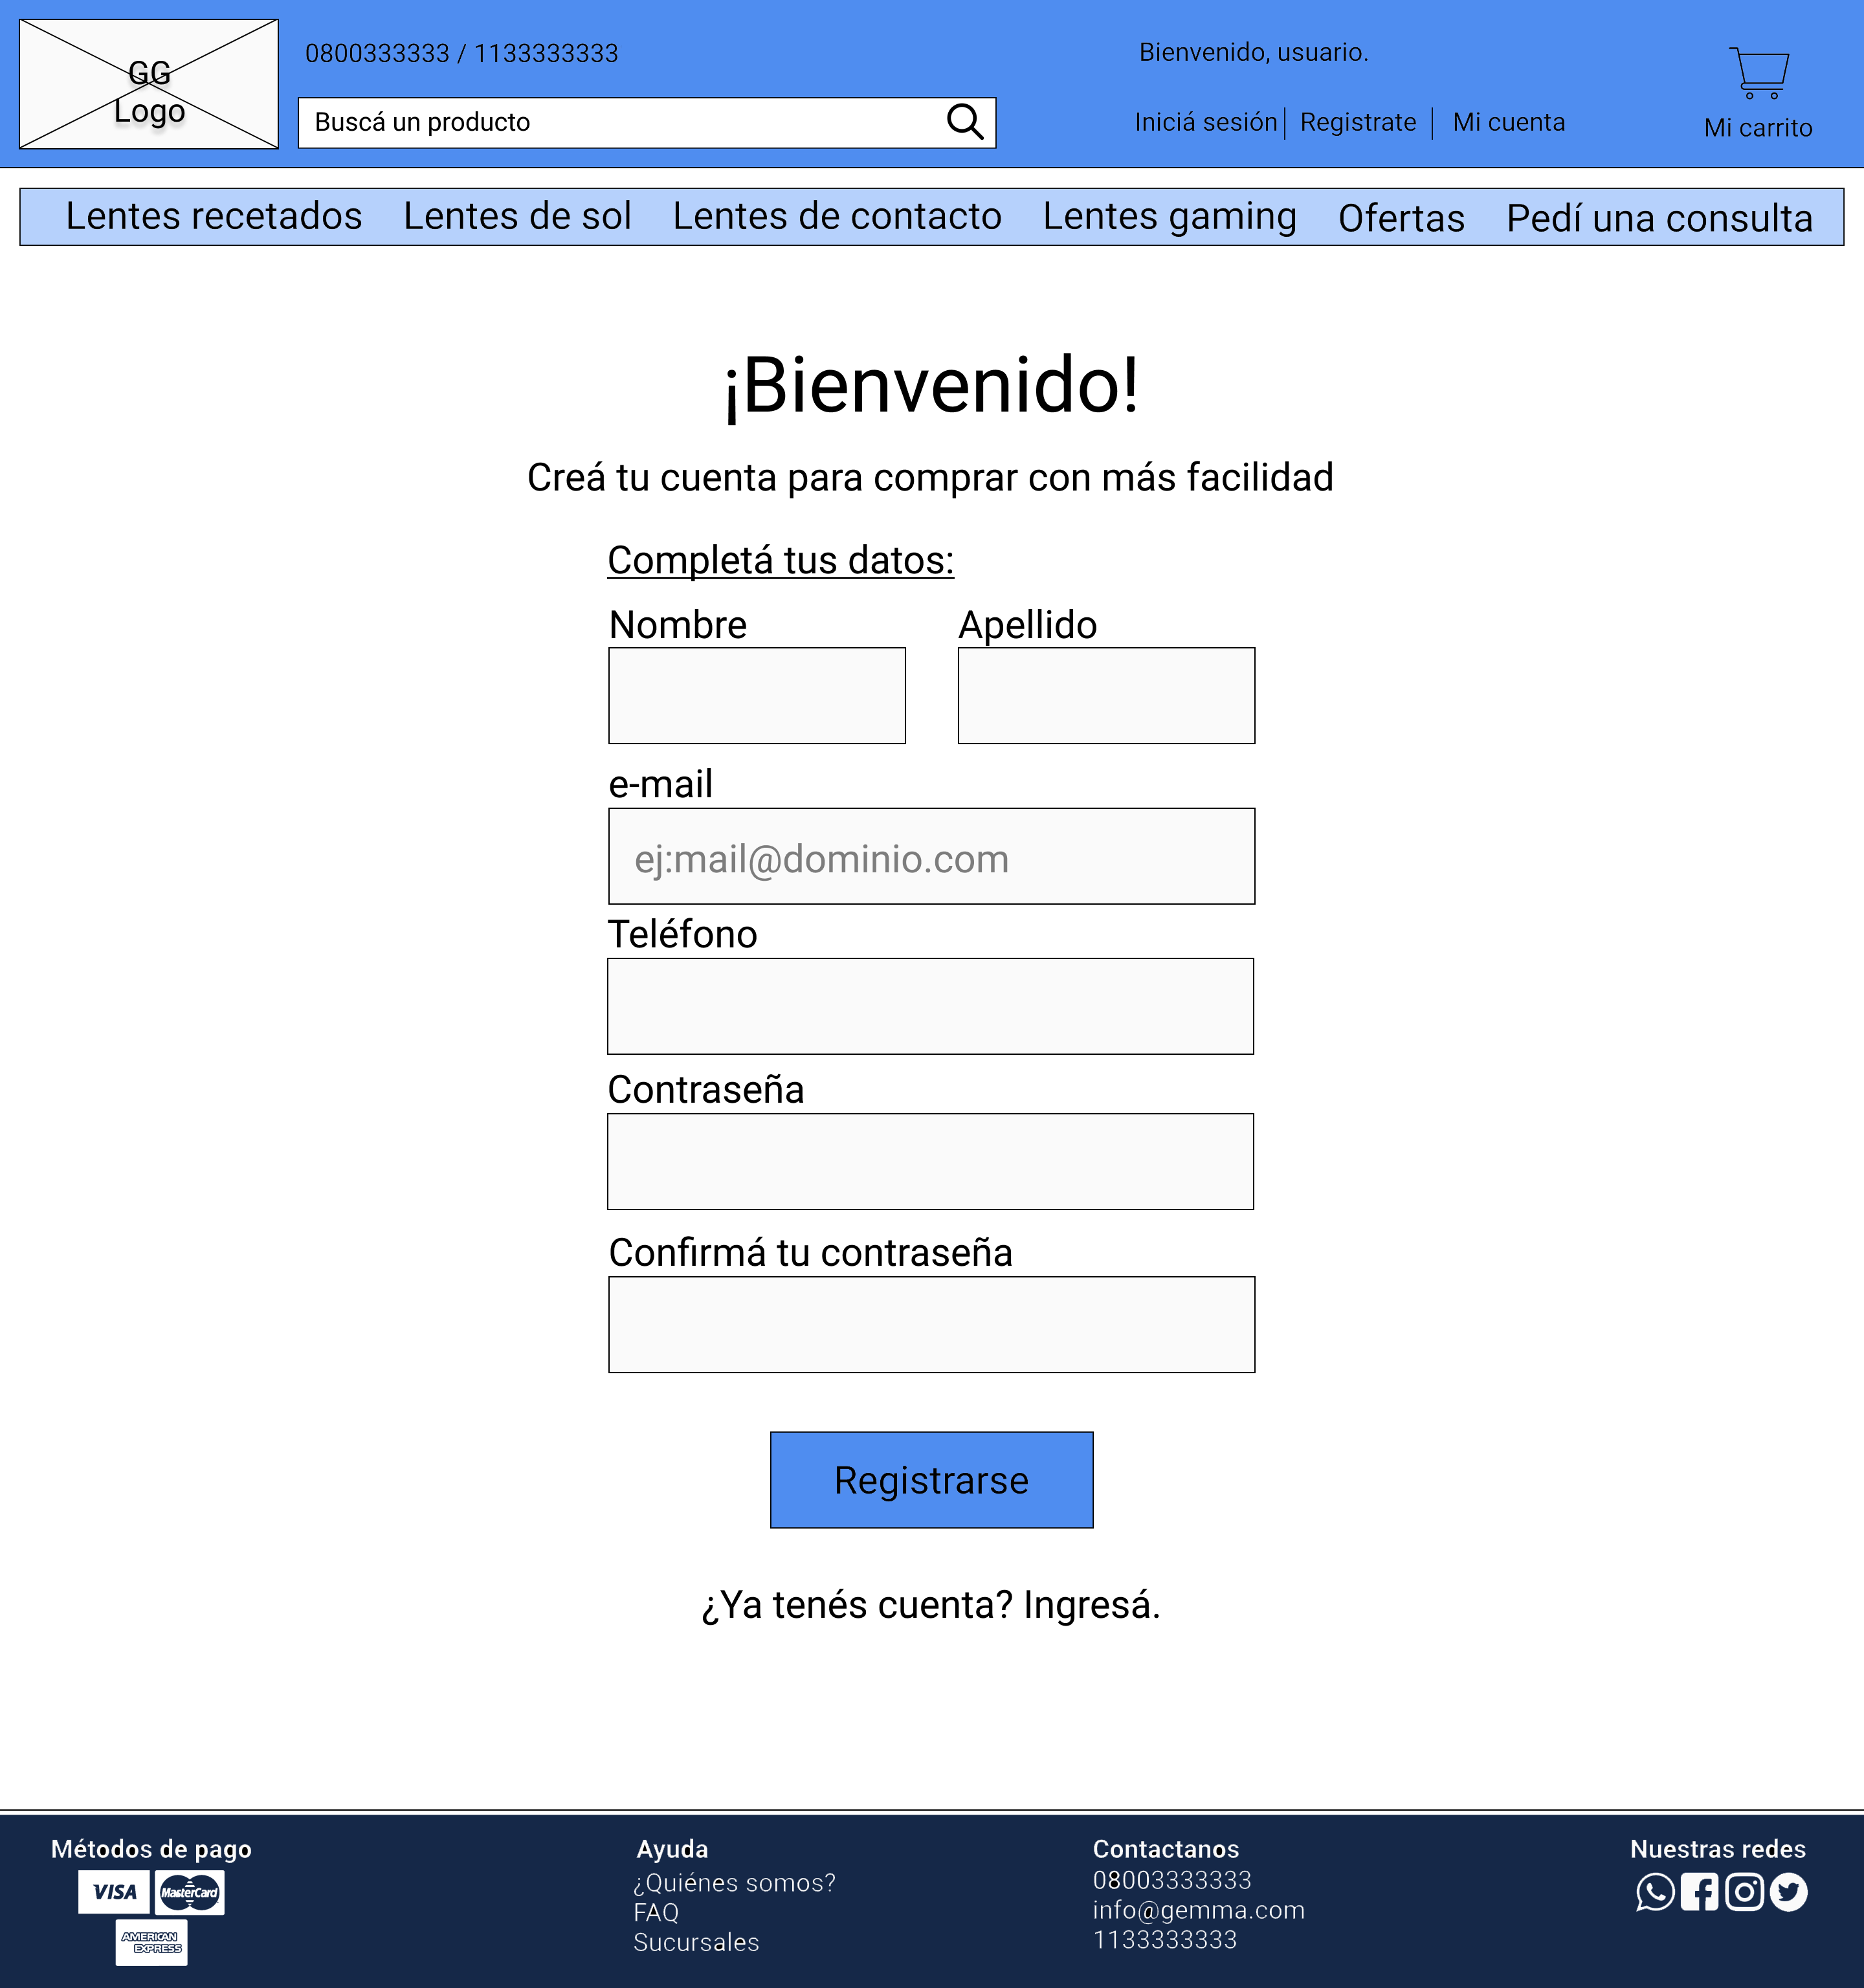 GG
Logo
0800333333 / 1133333333
Buscá un producto
Bienvenido, usuario.
Iniciá sesión
Registrate
Mi cuenta
Mi carrito
Lentes recetados
Lentes de sol
Lentes de contacto
Lentes gaming
Ofertas
Pedí una consulta
¡Bienvenido!
Creá tu cuenta para comprar con más facilidad
Completá tus datos:
Nombre
Apellido
e-mail
ej:mail@dominio.com
Teléfono
Contraseña
Confirmá tu contraseña
Registrarse
¿Ya tenés cuenta? Ingresá.
Métodos de pago
VISA
MasterCard
AMERICAN
EXPRESS
Ayuda
¿Quiénes somos?
FAQ
Sucursales
Contactanos
08003333333
info@gemma.com
1133333333
Nuestras redes